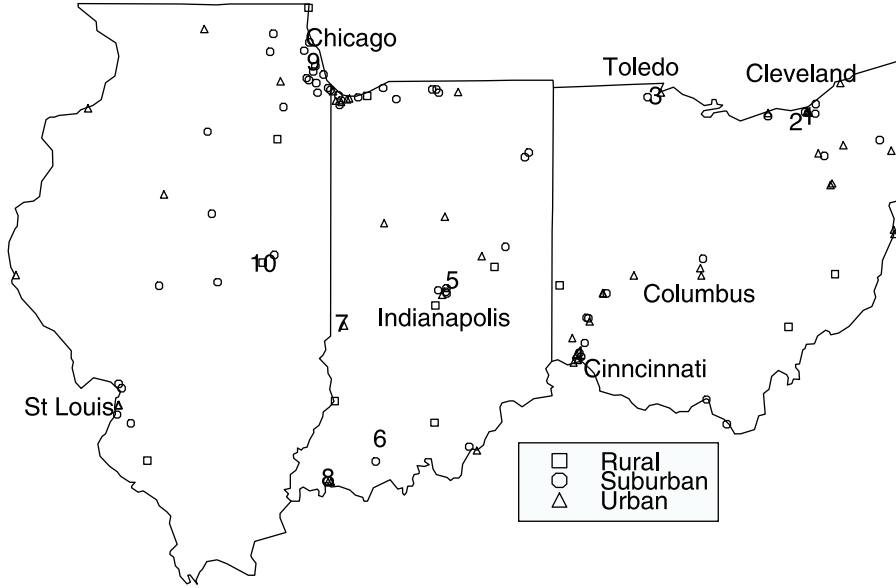 Chicago
9
Toledo
3
Cleveland
2
1
10
5
Indianapolis
7
Columbus
Cinncinnati
St Louis
6
8
Rural
Suburban
Urban